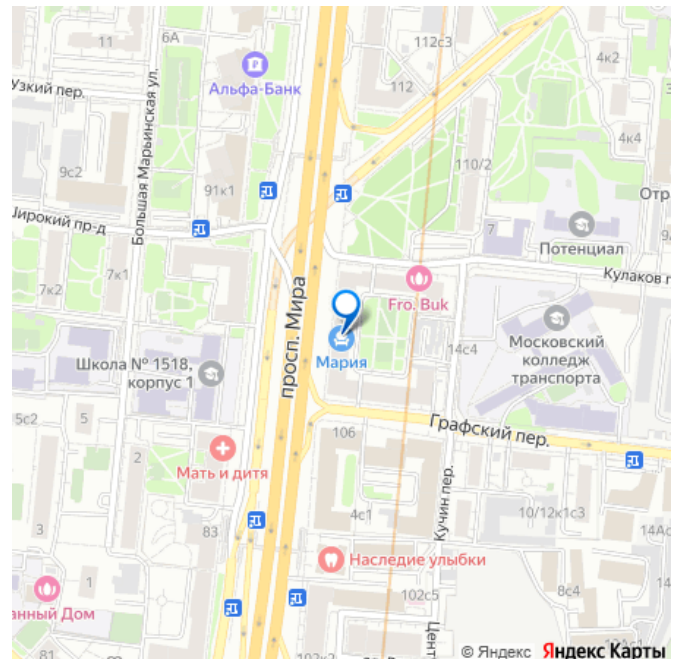 6А
112с3
4к2
11
Узкий пер.
Альфа-Банк
112
Большая Марьинская ул.
9с2
4к4
91к1
110/2
Отр
Широкий пр-д
7
Потенциал
7к1
7к2
Fro. Buk
Кулаков п
просп. Мира
Мария
14с4
Московский
колледж
транспорта
Школа № 1518,
корпус 1
5с2
5
106
Графский пер.
2
Мать и дитя
Кучин пер.
4с1
10/12к1с3
83
14Ас
3
Наследие улыбки
1
8с4
анный Дом
102с5
Цент
81
102к2
12Ас1
© Яндекс Яндекс Карты